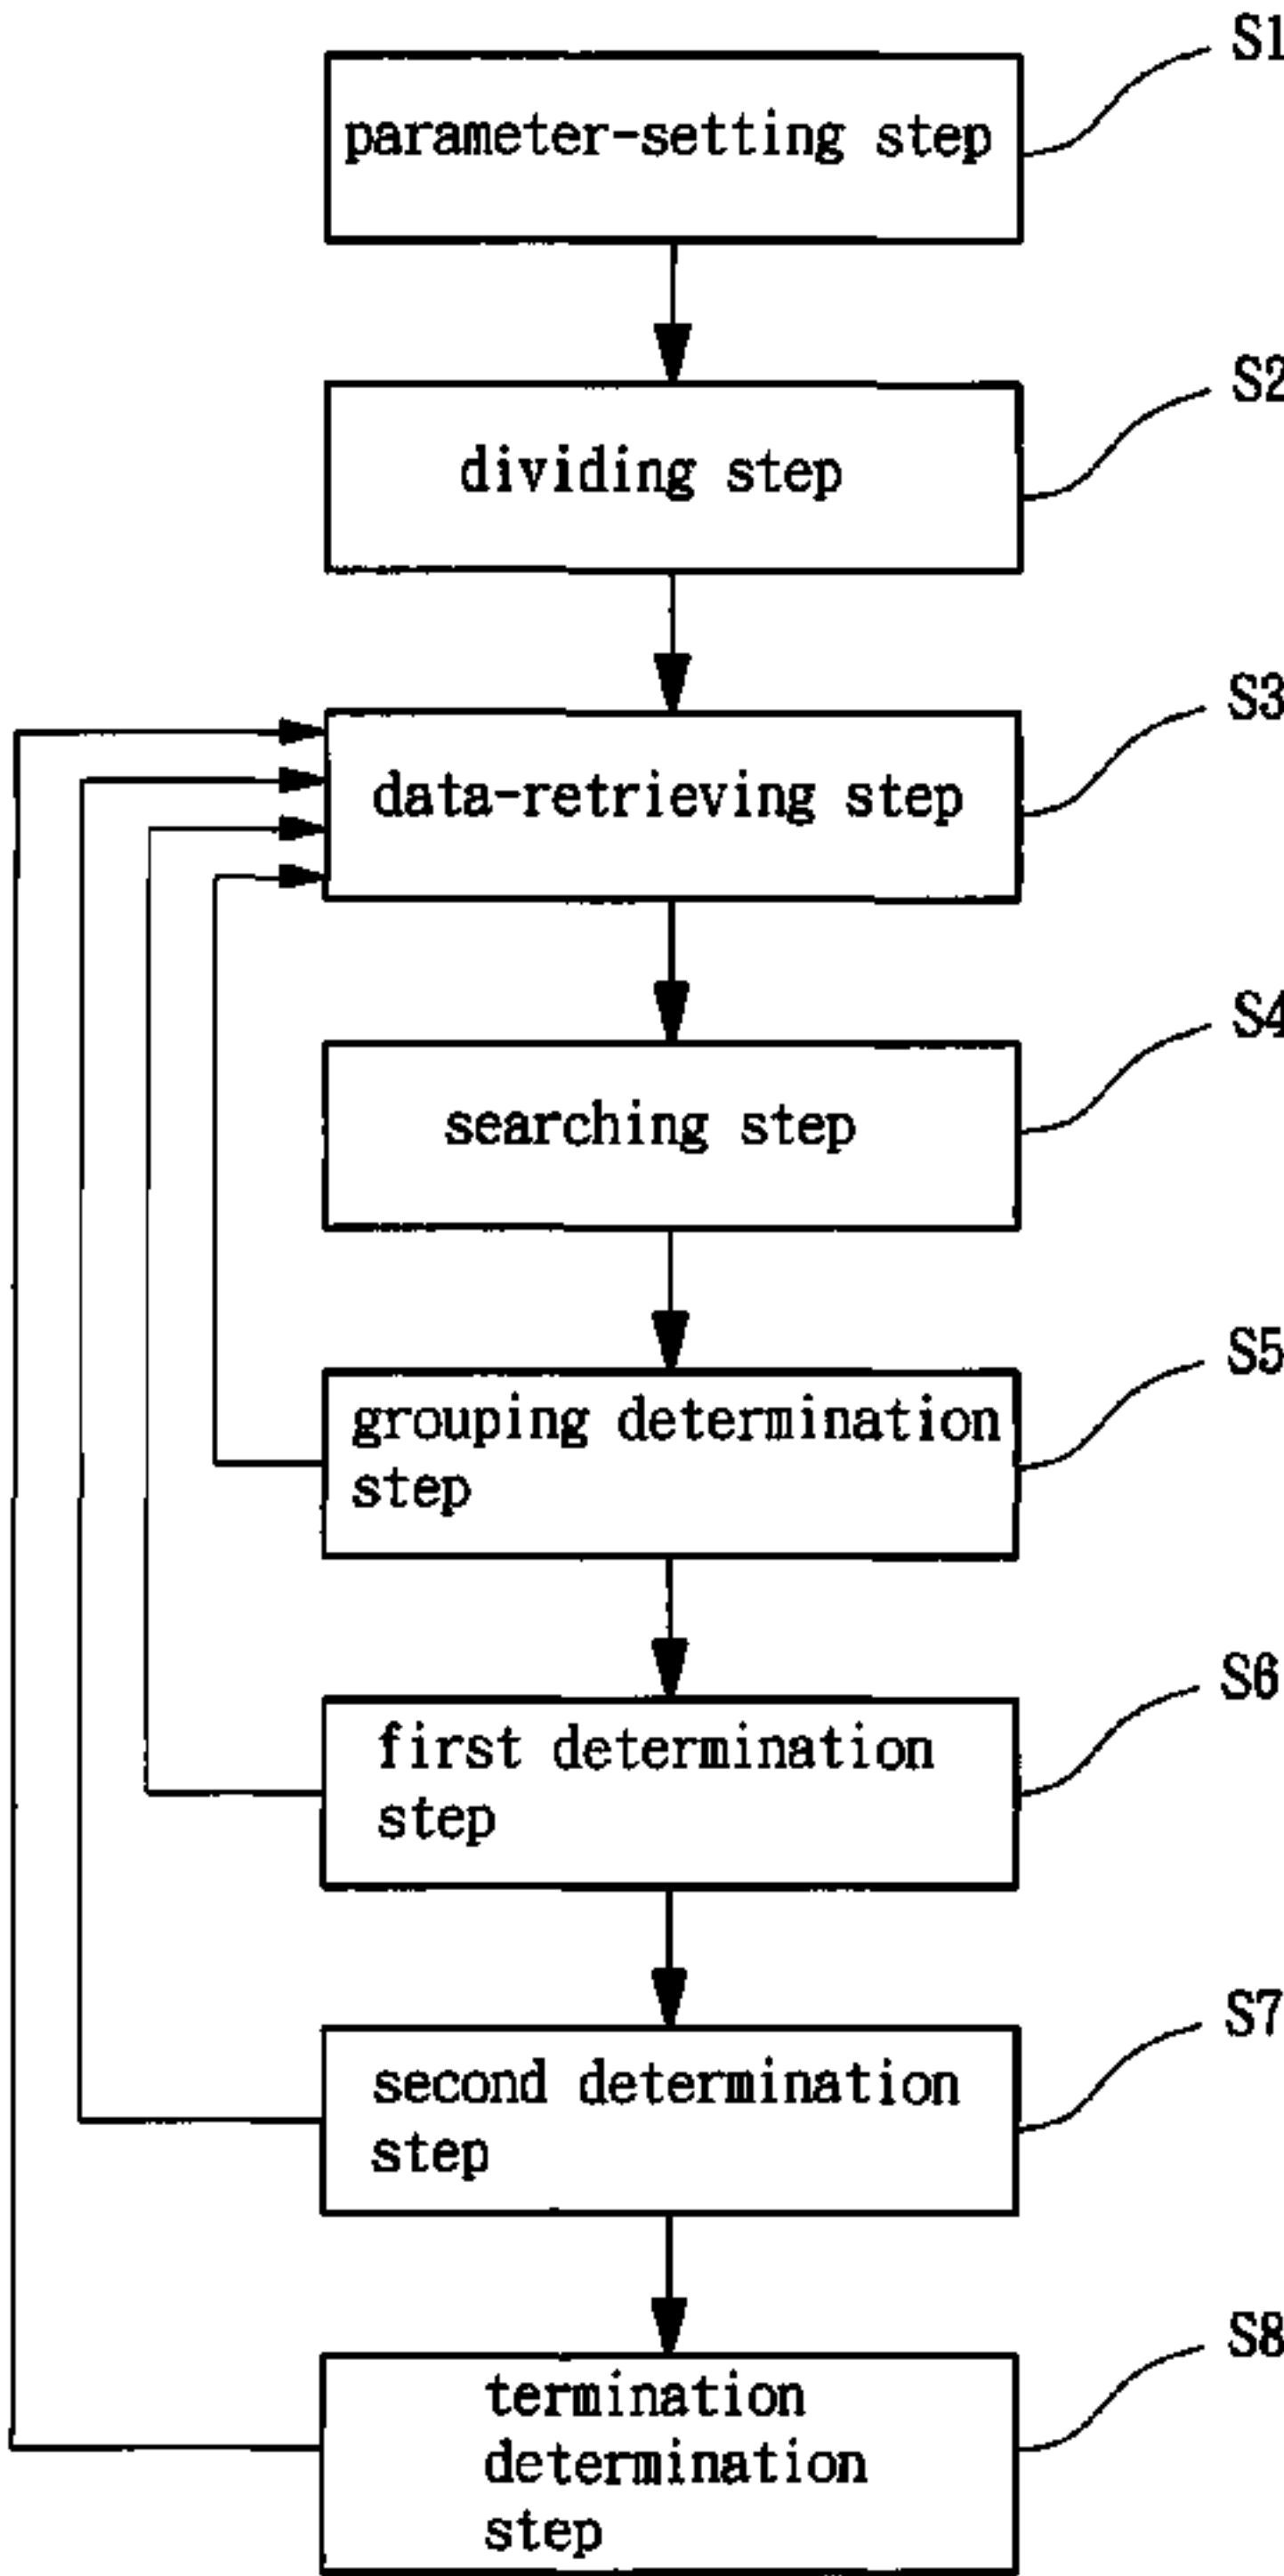 S1
parameter-setting step
S2
dividing step
S3
data-retrieving step
S4
searching step
S5
grouping determination
step
S6
first determination
step
S7
second determination
step
S8
termination
determination
step